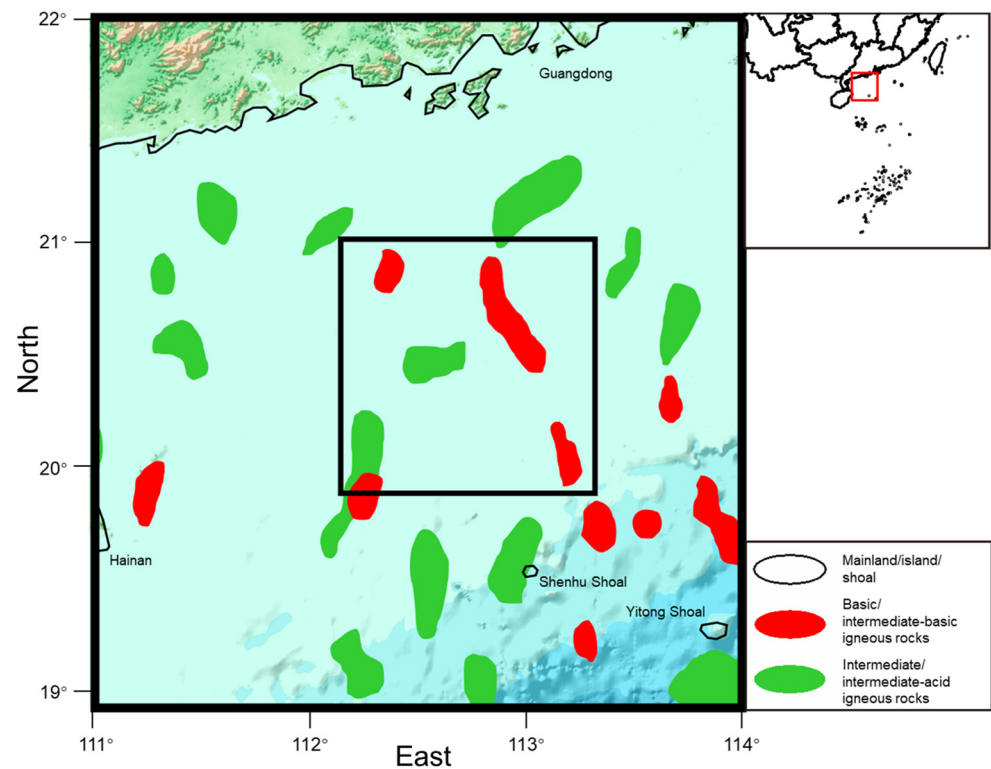 22°
21°
20°
19°
North
111°
112°
113°
114°
East
Guangdong
Hainan
Shenhu Shoal
Yitong Shoal
Mainland/island/
shoal
Basic/
intermediate-basic
igneous rocks
Intermediate/
intermediate-acid
igneous rocks